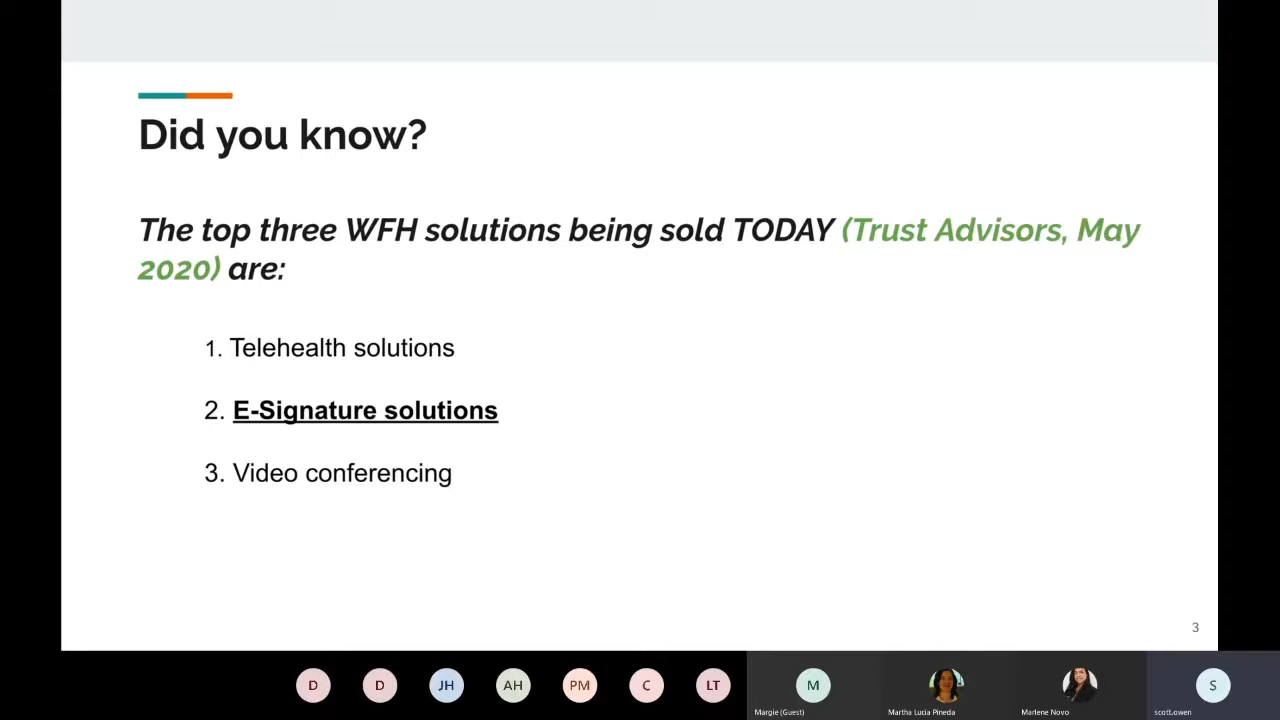 Did you know?
The top three WFH solutions being sold TODAY (Trust Advisors, May
2020) are:
1. Telehealth solutions
2. E-Signature solutions
3. Video conferencing
3
D
D
JH
AH
PM
C
LT
M
S
Margie (Guest)
Martha Lucia Pineda
Marlene Novo
scott.owen